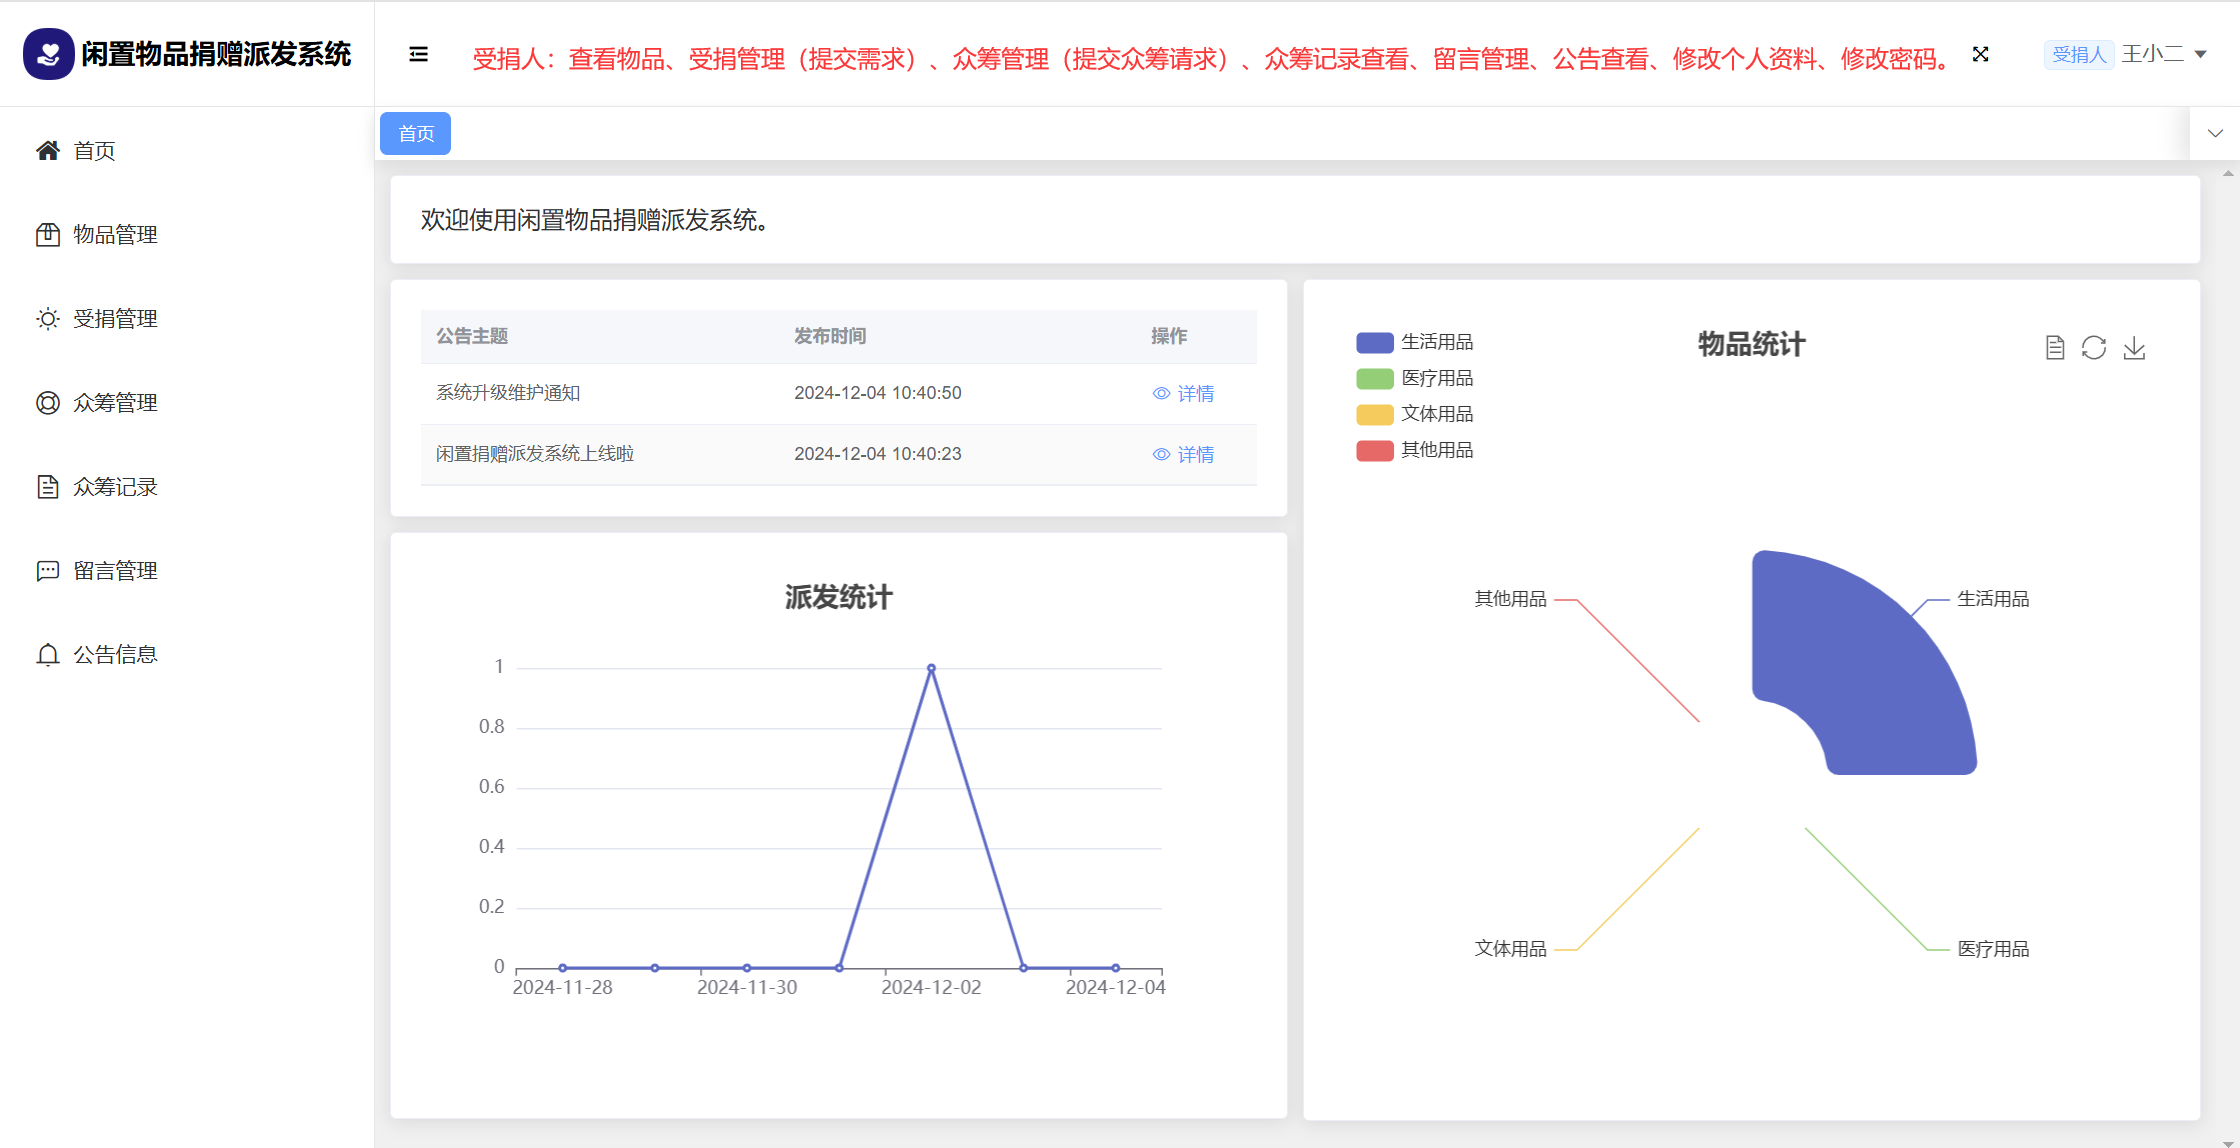 闲置物品捐赠派发系统
受捐人：查看物品、受捐管理（提交需求）、众筹管理（提交众筹请求）、众筹记录查看、留言管理、公告查看、修改个人资料、修改密码。
受捐人 王小二
首页
物品管理
受捐管理
众筹管理
众筹记录
留言管理
公告信息
首页
欢迎使用闲置物品捐赠派发系统。
公告主题 发布时间 操作
系统升级维护通知 2024-12-04 10:40:50 详情
闲置捐赠派发系统上线啦 2024-12-04 10:40:23 详情
派发统计
1
0.8
0.6
0.4
0.2
0
2024-11-28 2024-11-30 2024-12-02 2024-12-04
物品统计
生活用品
医疗用品
文体用品
其他用品
其他用品 生活用品
文体用品 医疗用品